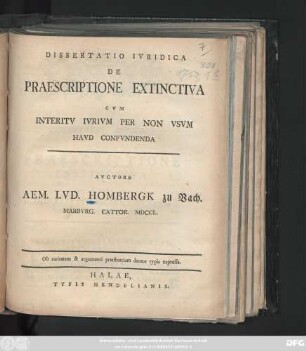 DISSERTATIO IVRIDICA
DE
PRAESCRIPTIONE EXTINCTIVA
CVM
INTERITV IVRIVM PER NON VSVM
HAVD CONFVNDENDA
AVCTORE
AEM. LVD. HOMBERGK zu Vach.
MARBVRG. CATTOR. MDCCL.
Ob raritatem & argumenti praestantiam denuo typis expressa.
HALAE,
TYPIS HENDELIANIS.